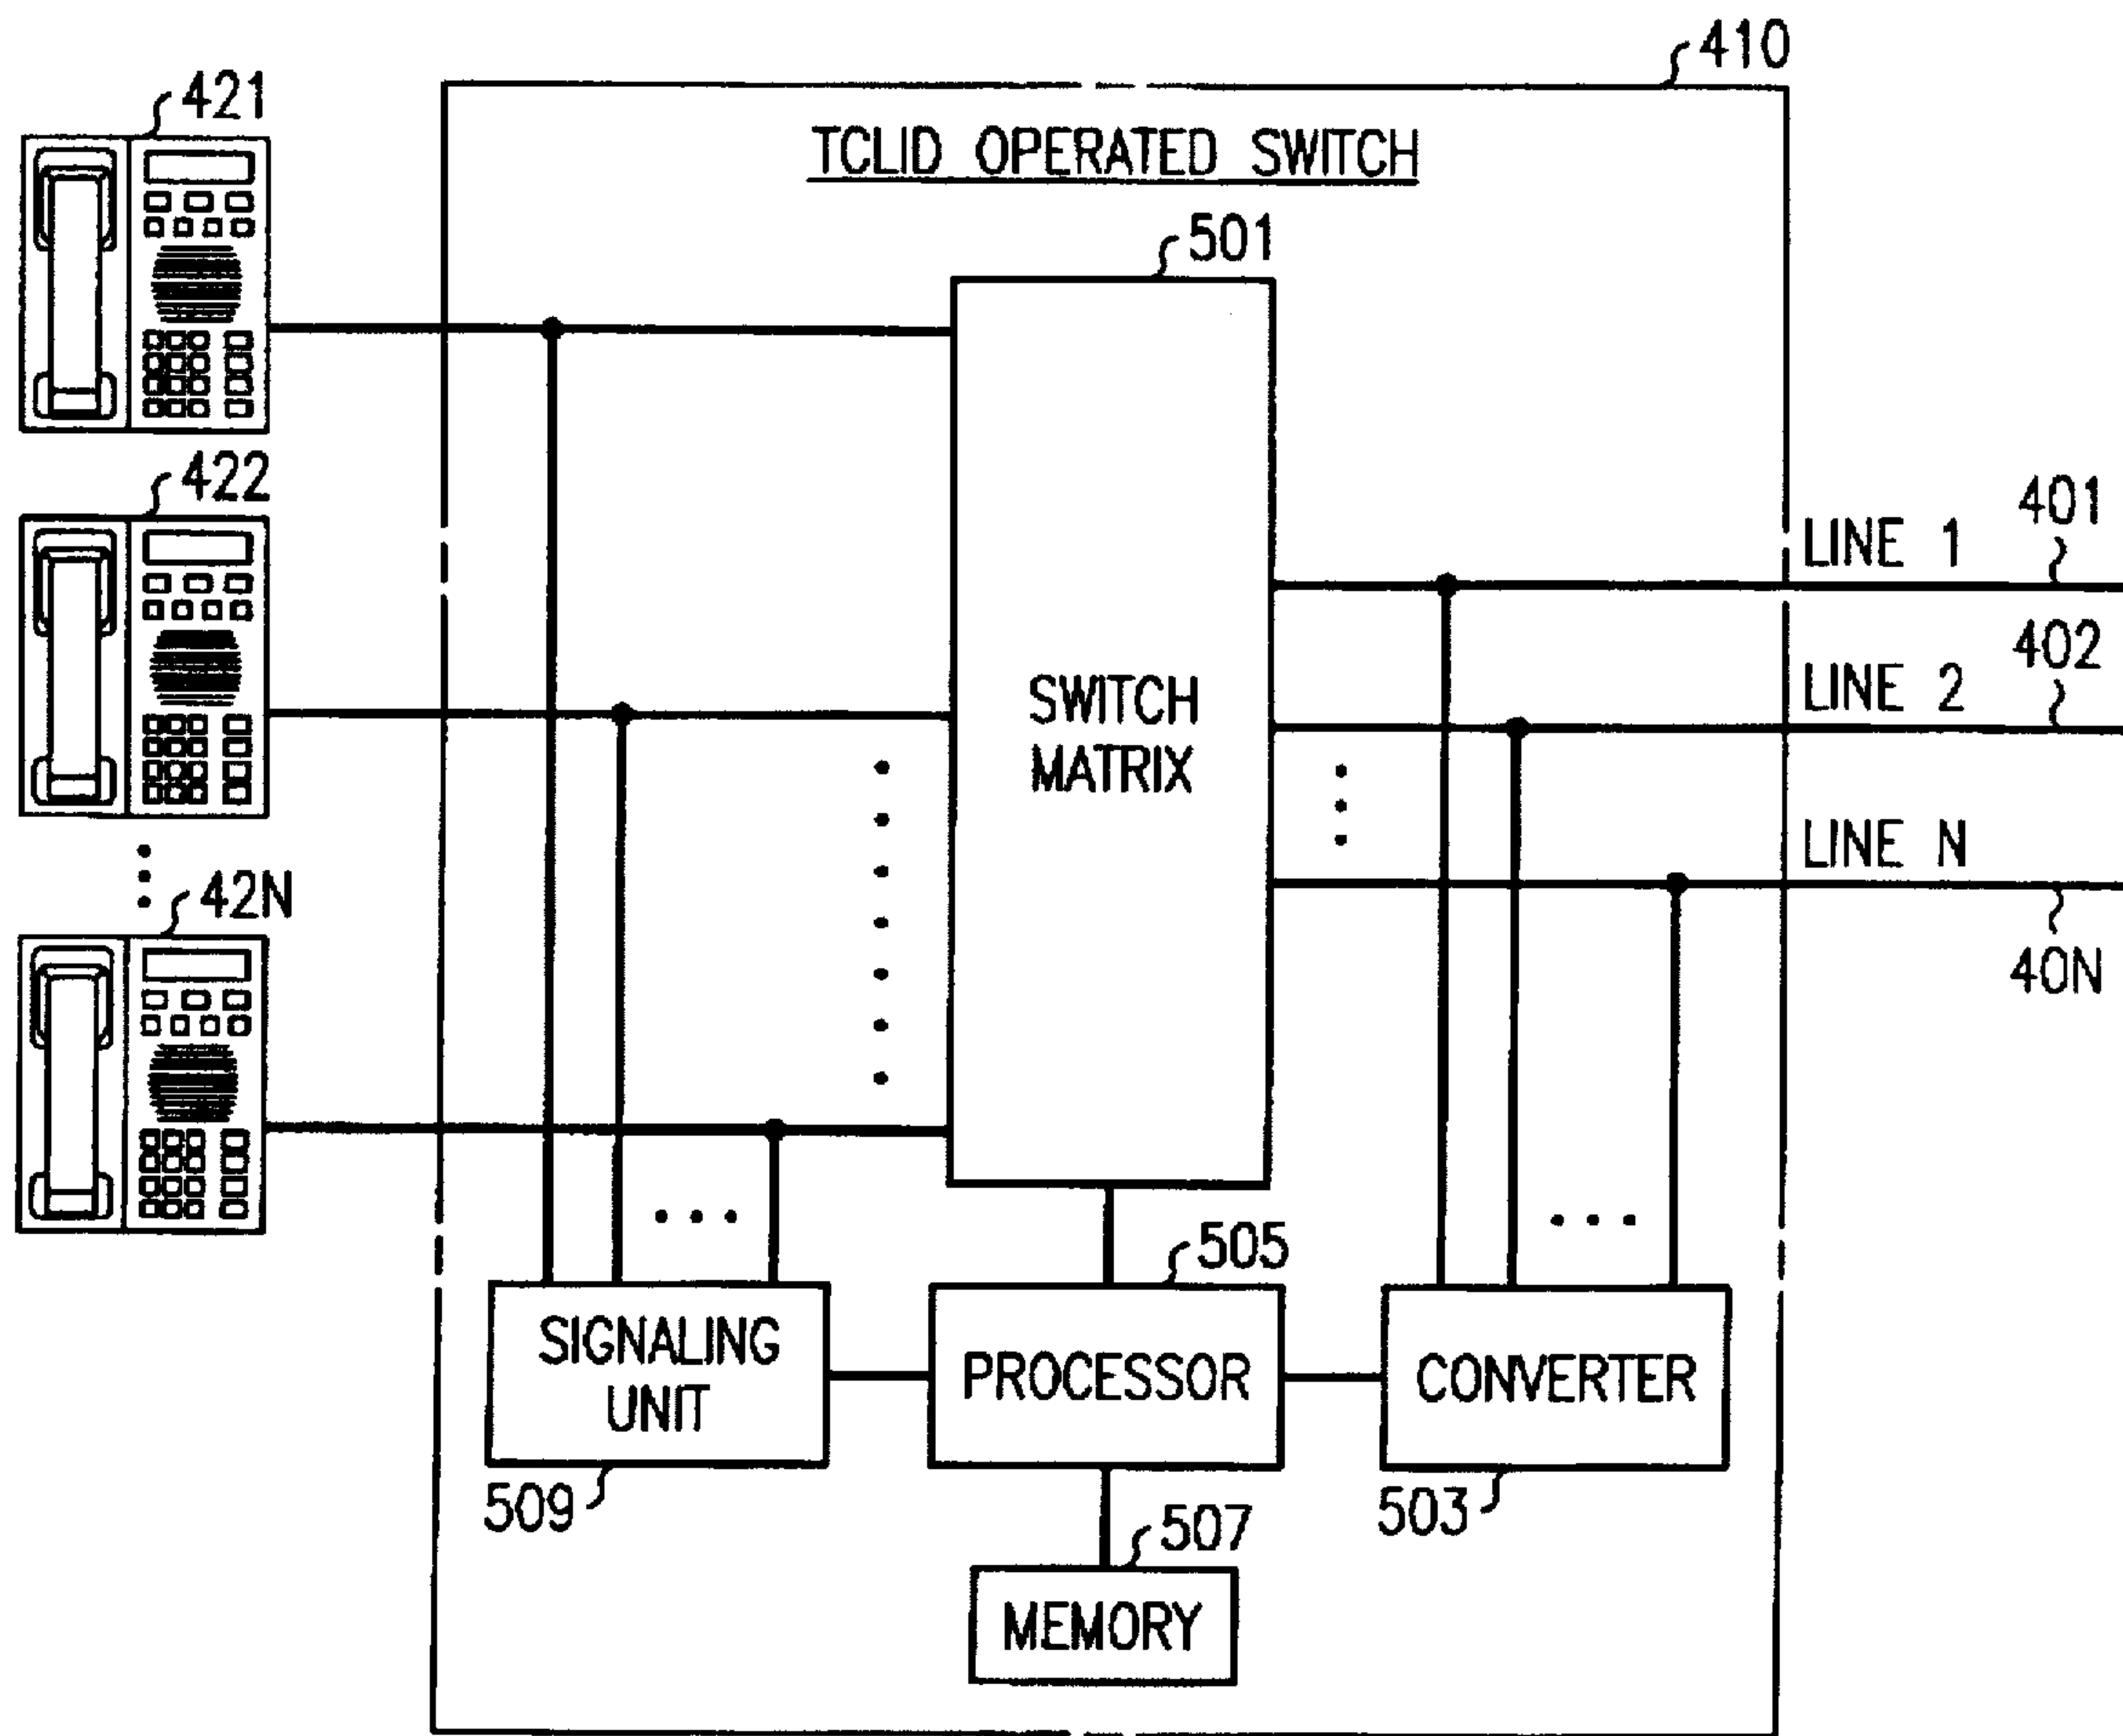 410
421
TCLID OPERATED SWITCH
501
422
401
LINE 1
402
LINE 2
SWITCH
MATRIX
LINE N
42N
40N
505
SIGNALING
UNIT
PROCESSOR
CONVERTER
509
503
507
MEMORY